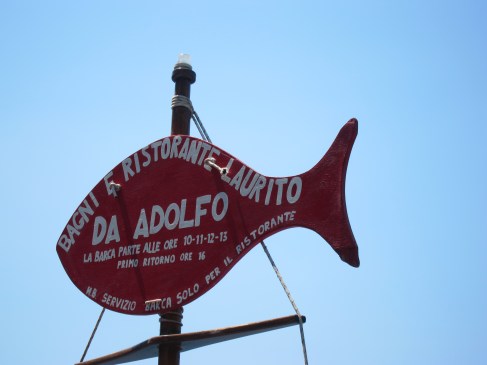 BAGNI E RISTORANTE LAURITO
DA ADOLFO
LA BARCA PARTE ALLE ORE 10-11-12-13
PRIMO RITORNO ORE 16
N.B SERVIZIO BARCA SOLO PER IL RISTORANTE